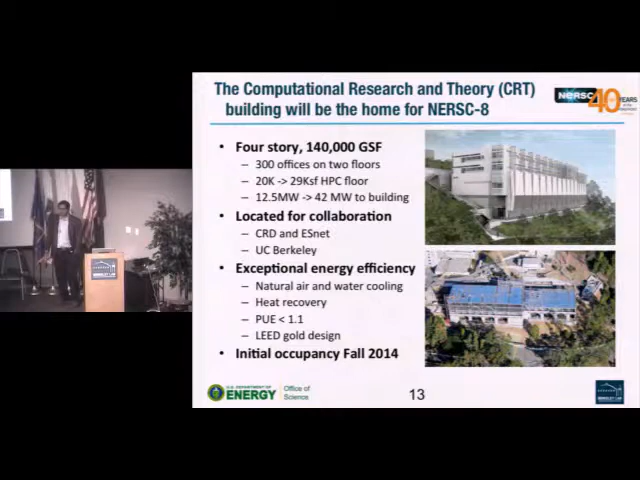 The Computational Research and Theory (CRT)
building will be the home for NERSC-8
NERSC
40 YEARS
• Four story, 140,000 GSF
– 300 offices on two floors
– 20K -> 29Ksf HPC floor
– 12.5MW -> 42 MW to building
• Located for collaboration
– CRD and ESnet
– UC Berkeley
• Exceptional energy efficiency
– Natural air and water cooling
– Heat recovery
– PUE < 1.1
– LEED gold design
• Initial occupancy Fall 2014
U.S. DEPARTMENT OF
ENERGY
Office of
Science
13
BERKELEY LAB